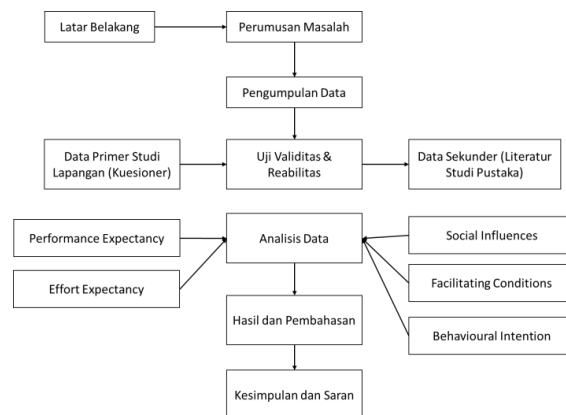 Latar Belakang
Perumusan Masalah
Pengumpulan Data
Data Primer Studi
Lapangan (Kuesioner)
Uji Validitas &
Reabilitas
Data Sekunder (Literatur
Studi Pustaka)
Performance Expectancy
Effort Expectancy
Analisis Data
Social Influences
Facilitating Conditions
Behavioural Intention
Hasil dan Pembahasan
Kesimpulan dan Saran